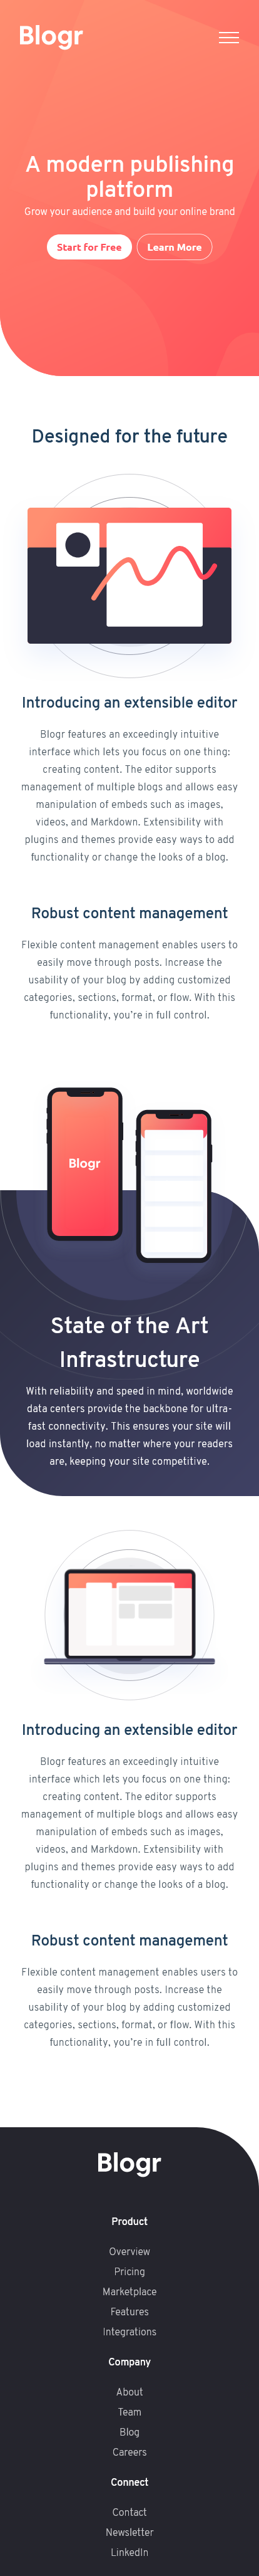 Blogr
A modern publishing
platform
Grow your audience and build your online brand
Start for Free
Learn More
Designed for the future
Introducing an extensible editor
Blogr features an exceedingly intuitive
interface which lets you focus on one thing:
creating content. The editor supports
management of multiple blogs and allows easy
manipulation of embeds such as images,
videos, and Markdown. Extensibility with
plugins and themes provide easy ways to add
functionality or change the looks of a blog.
Robust content management
Flexible content management enables users to
easily move through posts. Increase the
usability of your blog by adding customized
categories, sections, format, or flow. With this
functionality, you’re in full control.
Blogr
State of the Art
Infrastructure
With reliability and speed in mind, worldwide
data centers provide the backbone for ultra-
fast connectivity. This ensures your site will
load instantly, no matter where your readers
are, keeping your site competitive.
Introducing an extensible editor
Blogr features an exceedingly intuitive
interface which lets you focus on one thing:
creating content. The editor supports
management of multiple blogs and allows easy
manipulation of embeds such as images,
videos, and Markdown. Extensibility with
plugins and themes provide easy ways to add
functionality or change the looks of a blog.
Robust content management
Flexible content management enables users to
easily move through posts. Increase the
usability of your blog by adding customized
categories, sections, format, or flow. With this
functionality, you’re in full control.
Blogr
Product
Overview
Pricing
Marketplace
Features
Integrations
Company
About
Team
Blog
Careers
Connect
Contact
Newsletter
LinkedIn